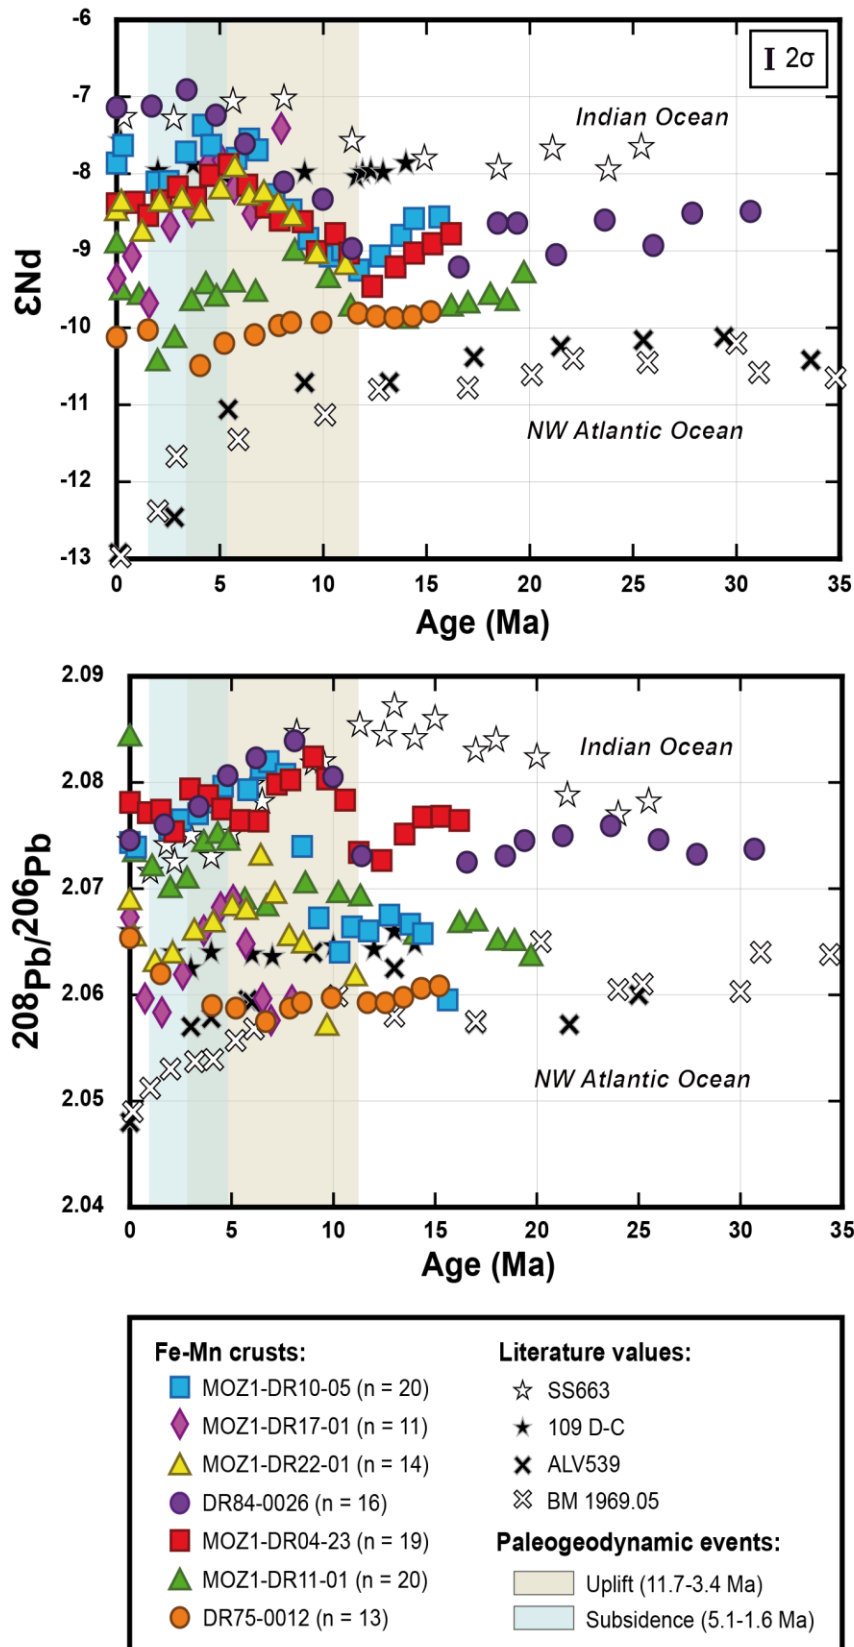 -6
-7
-8
-9
-10
-11
-12
-13
εNd
I 2σ
Indian Ocean
NW Atlantic Ocean
0 5 10 15 20 25 30 35
Age (Ma)
2.09
2.08
2.07
2.06
2.05
2.04
208Pb/206Pb
Indian Ocean
NW Atlantic Ocean
0 5 10 15 20 25 30 35
Age (Ma)
Fe-Mn crusts:
MOZ1-DR10-05 (n = 20)
MOZ1-DR17-01 (n = 11)
MOZ1-DR22-01 (n = 14)
DR84-0026 (n = 16)
MOZ1-DR04-23 (n = 19)
MOZ1-DR11-01 (n = 20)
DR75-0012 (n = 13)
Literature values:
SS663
109 D-C
ALV539
BM 1969.05
Paleogeodynamic events:
Uplift (11.7-3.4 Ma)
Subsidence (5.1-1.6 Ma)